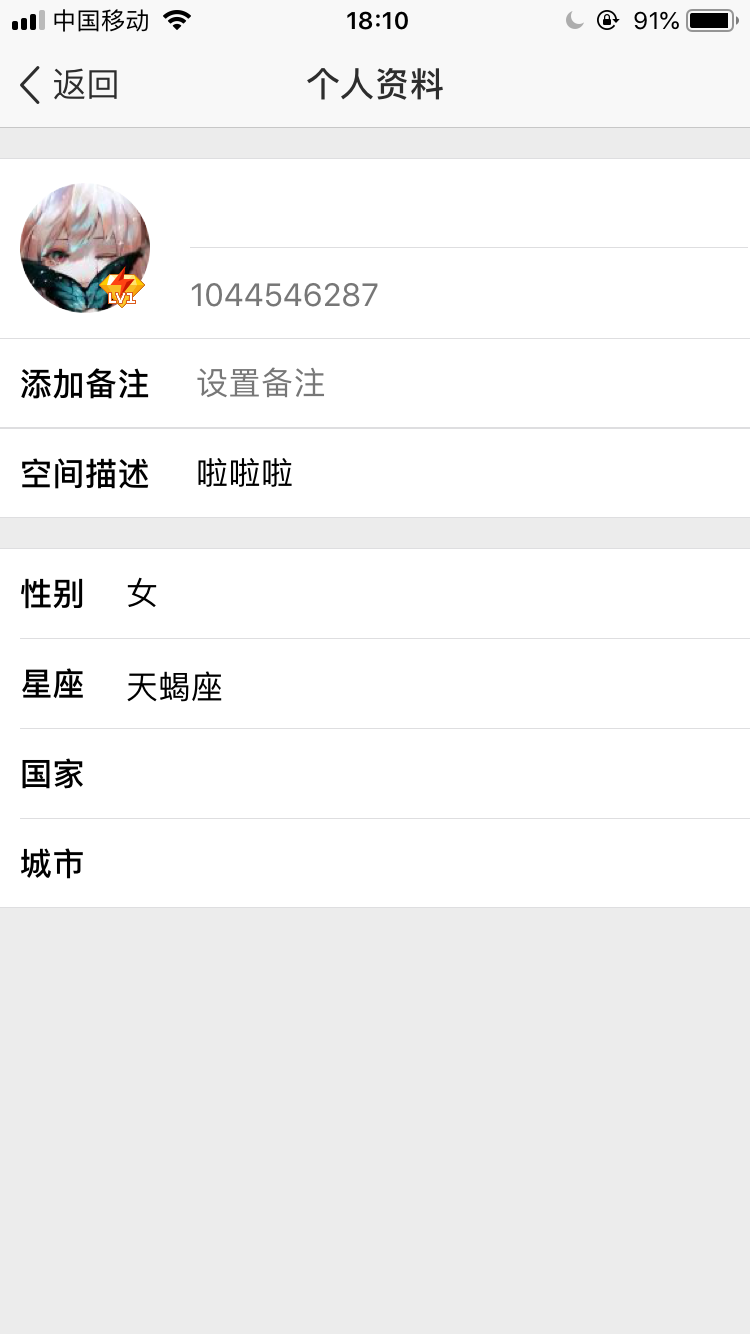 中国移动 18:10 91%
返回 个人资料
LV1
1044546287
添加备注 设置备注
空间描述 啦啦啦
性别 女
星座 天蝎座
国家
城市